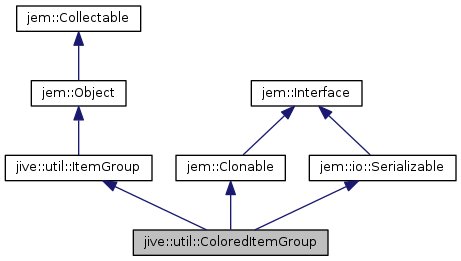 jem::Collectable
jem::Object
jem::Interface
jive::util::ItemGroup
jem::Clonable
jem::io::Serializable
jive::util::ColoredItemGroup